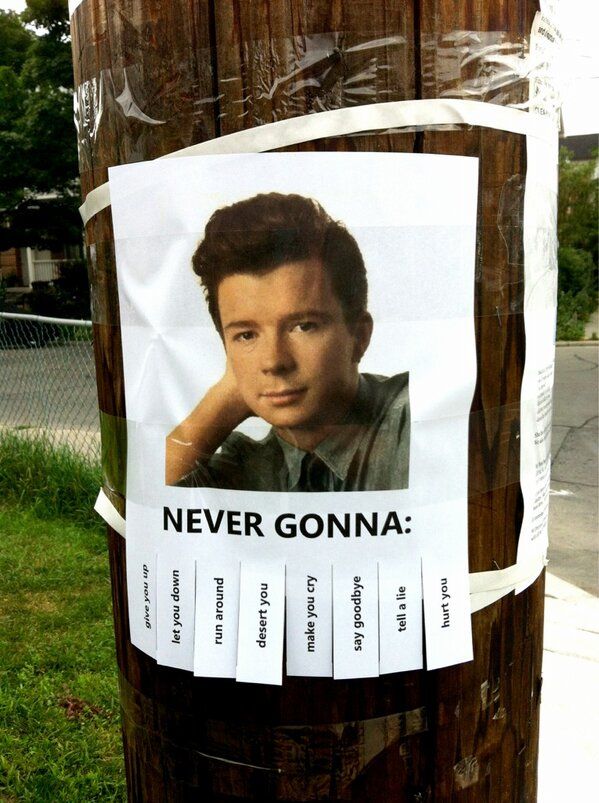 NEVER GONNA:
give you up
let you down
run around
desert you
make you cry
say goodbye
tell a lie
hurt you